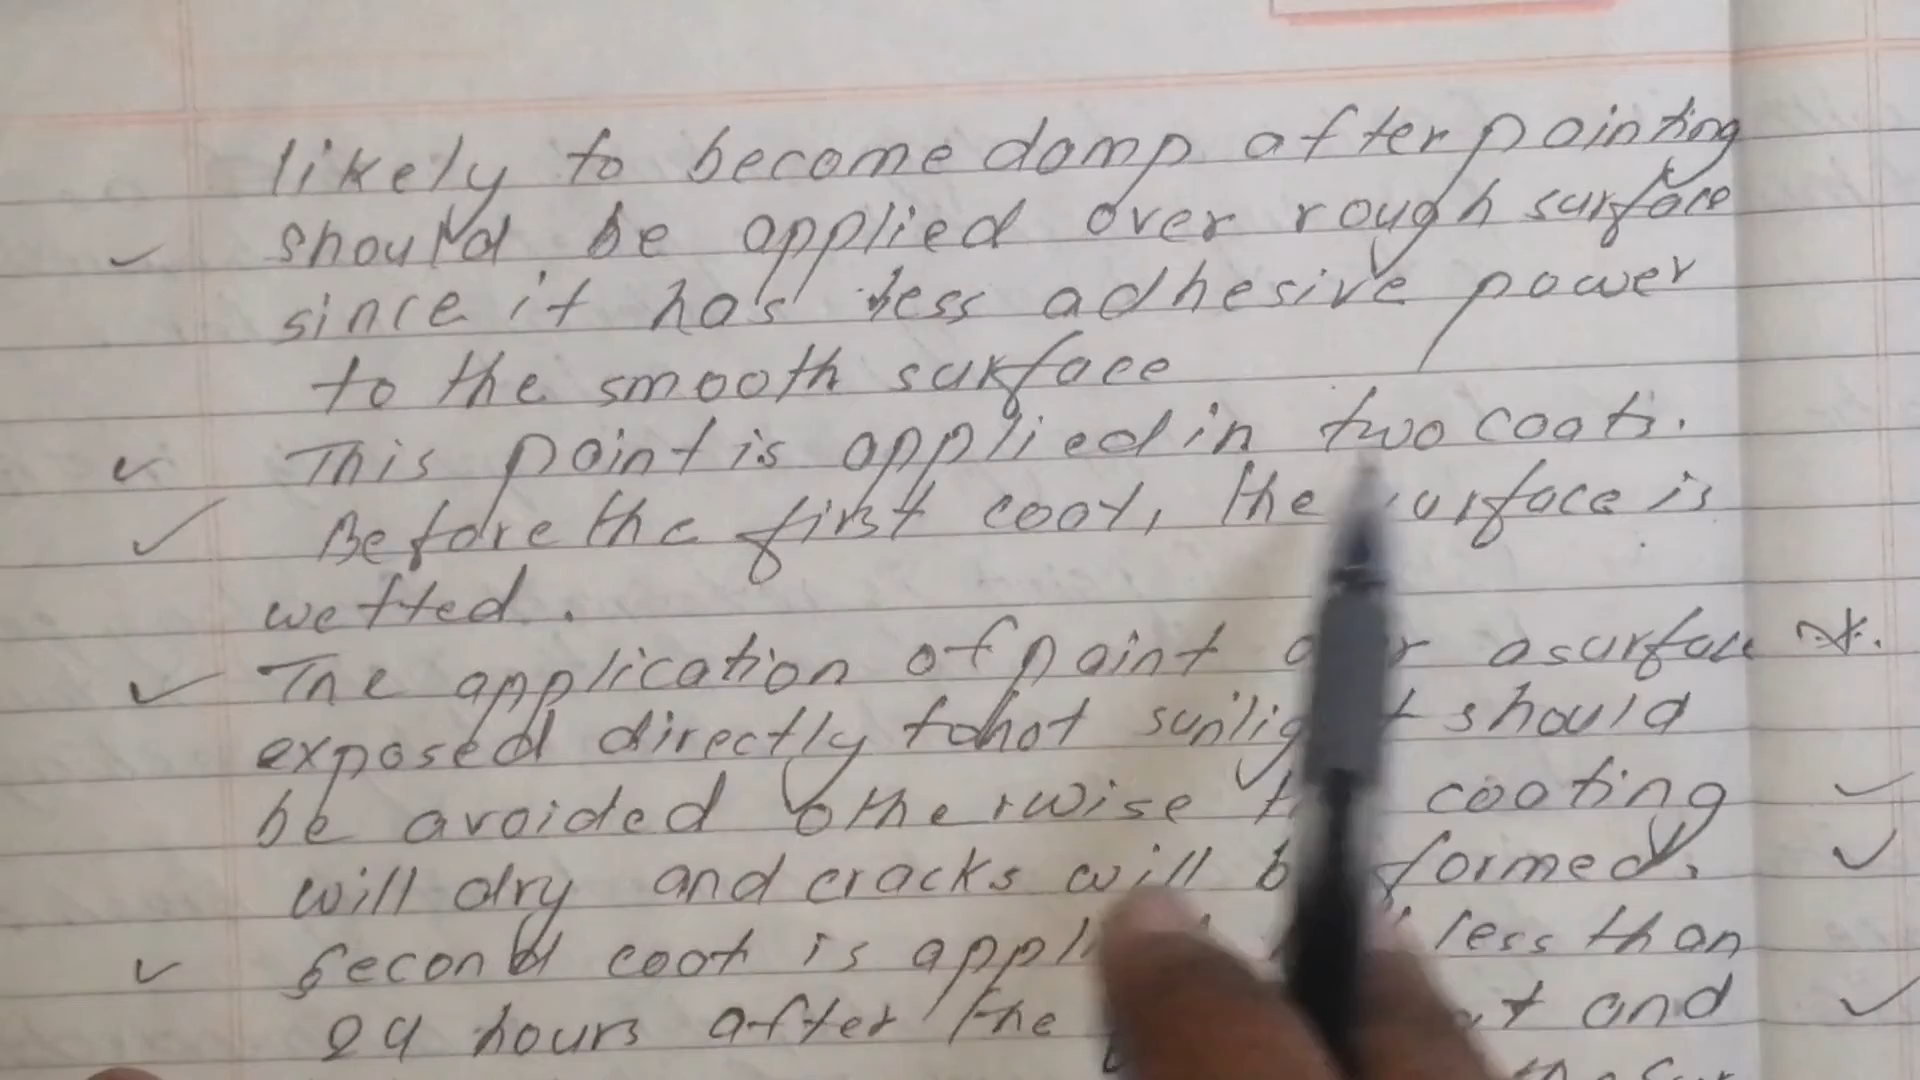 likely to become damp after painting
should be applied over rough surface
since it has less adhesive power
to the smooth surface
This paint is applied in two coats.
Before the first coat, the surface is
wetted.
The application of paint a surface
exposed directly to hot sunlight should
be avoided otherwise coating
will dry and cracks will formed.
Second coat is less than
24 hours after the and